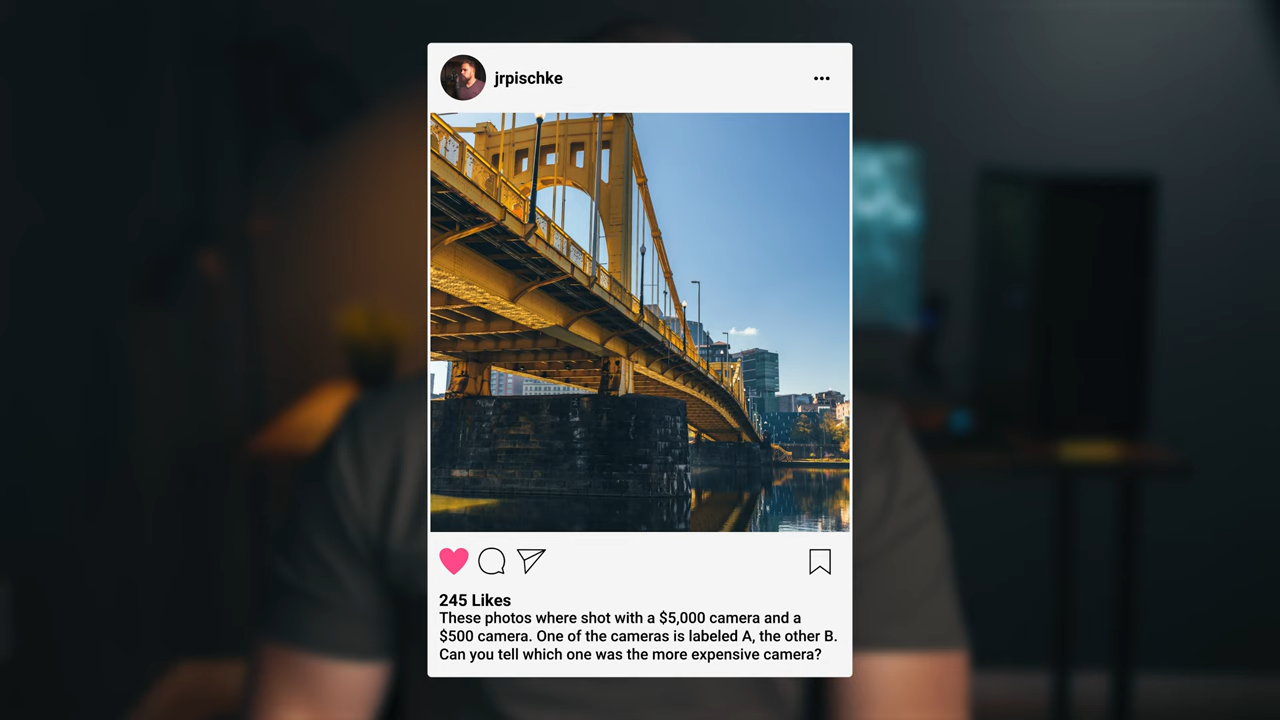 jrpischke
245 Likes
These photos where shot with a $5,000 camera and a
$500 camera. One of the cameras is labeled A, the other B.
Can you tell which one was the more expensive camera?